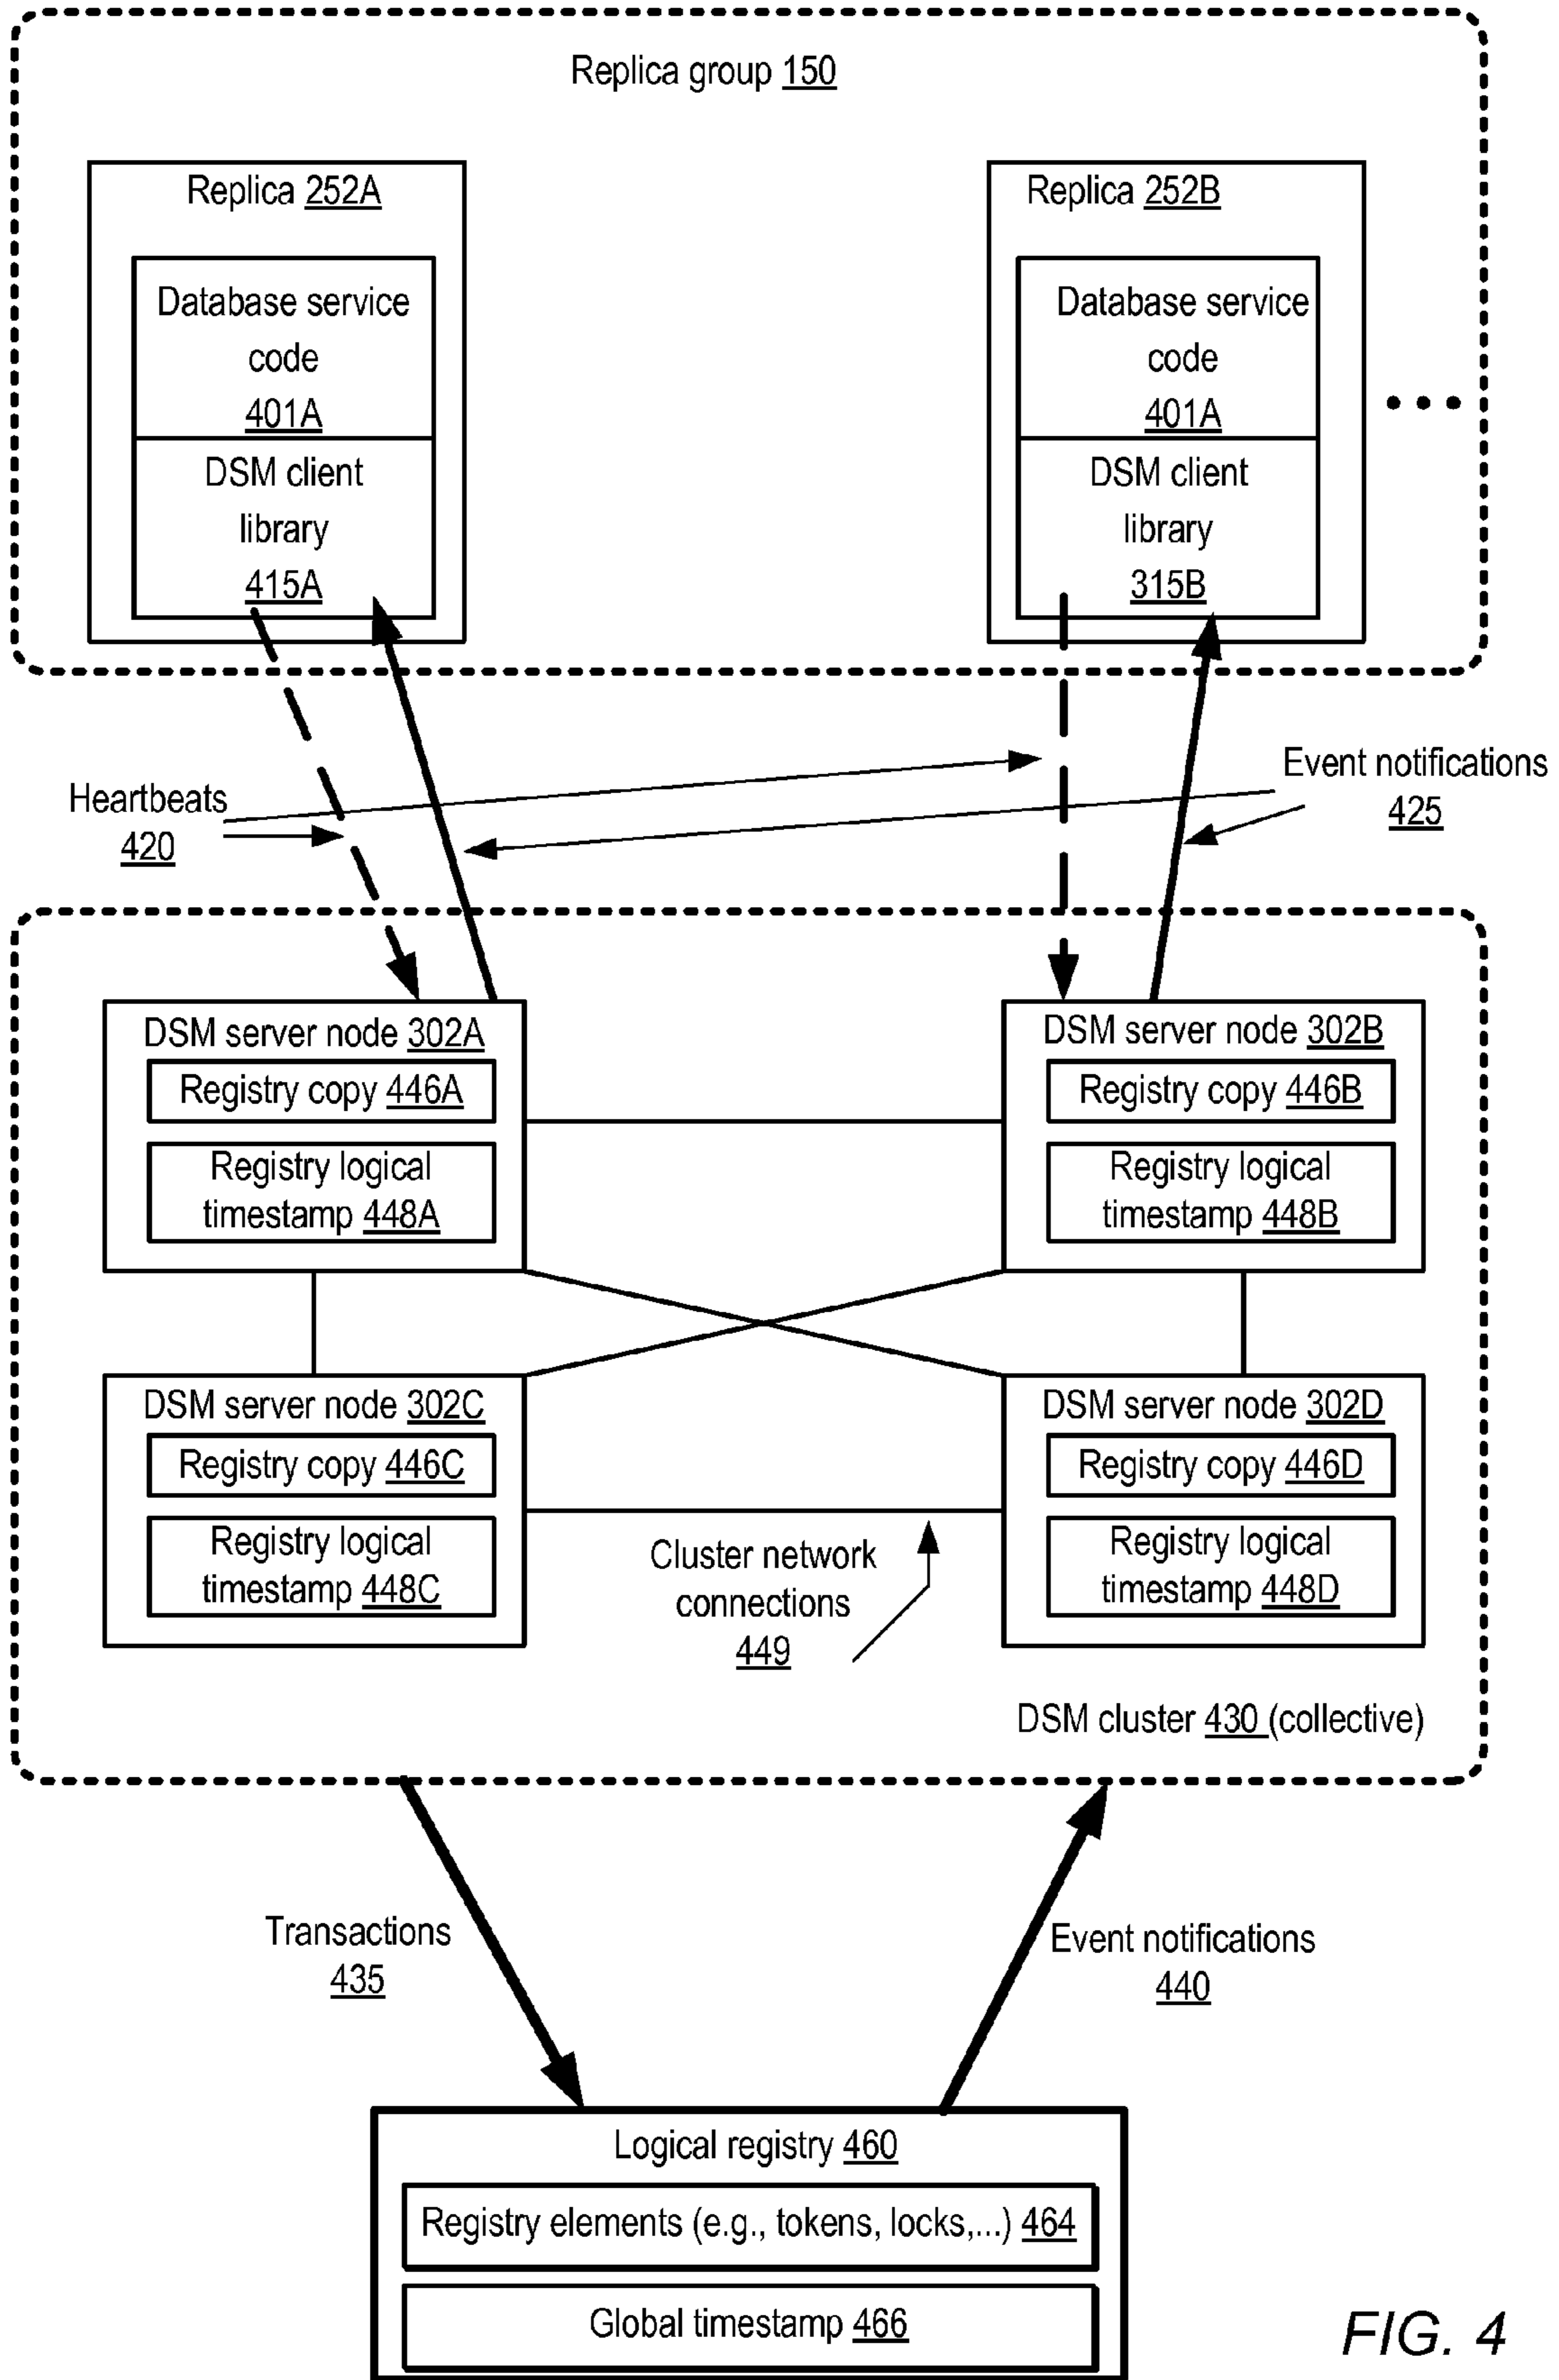 Replica group 150
Replica 252A
Database service
code
401A
DSM client
library
415A
Replica 252B
Database service
code
401A
DSM client
library
315B
Heartbeats
420
Event notifications
425
DSM server node 302A
Registry copy 446A
Registry logical
timestamp 448A
DSM server node 302B
Registry copy 446B
Registry logical
timestamp 448B
DSM server node 302C
Registry copy 446C
Registry logical
timestamp 448C
DSM server node 302D
Registry copy 446D
Registry logical
timestamp 448D
Cluster network
connections
449
DSM cluster 430 (collective)
Transactions
435
Event notifications
440
Logical registry 460
Registry elements (e.g., tokens, locks,...) 464
Global timestamp 466
FIG. 4